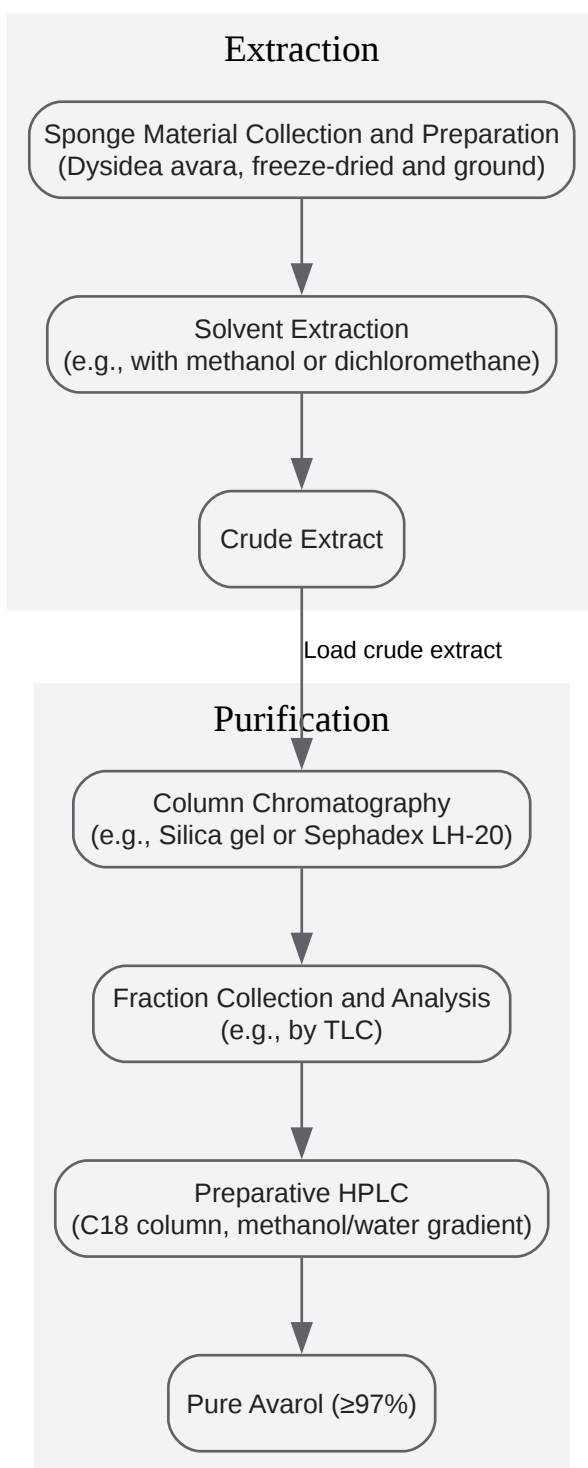 Extraction
Sponge Material Collection and Preparation
(Dysidea avara, freeze-dried and ground)
Solvent Extraction
(e.g., with methanol or dichloromethane)
Crude Extract
Load crude extract
Purification
Column Chromatography
(e.g., Silica gel or Sephadex LH-20)
Fraction Collection and Analysis
(e.g., by TLC)
Preparative HPLC
(C18 column, methanol/water gradient)
Pure Avarol (≥97%)